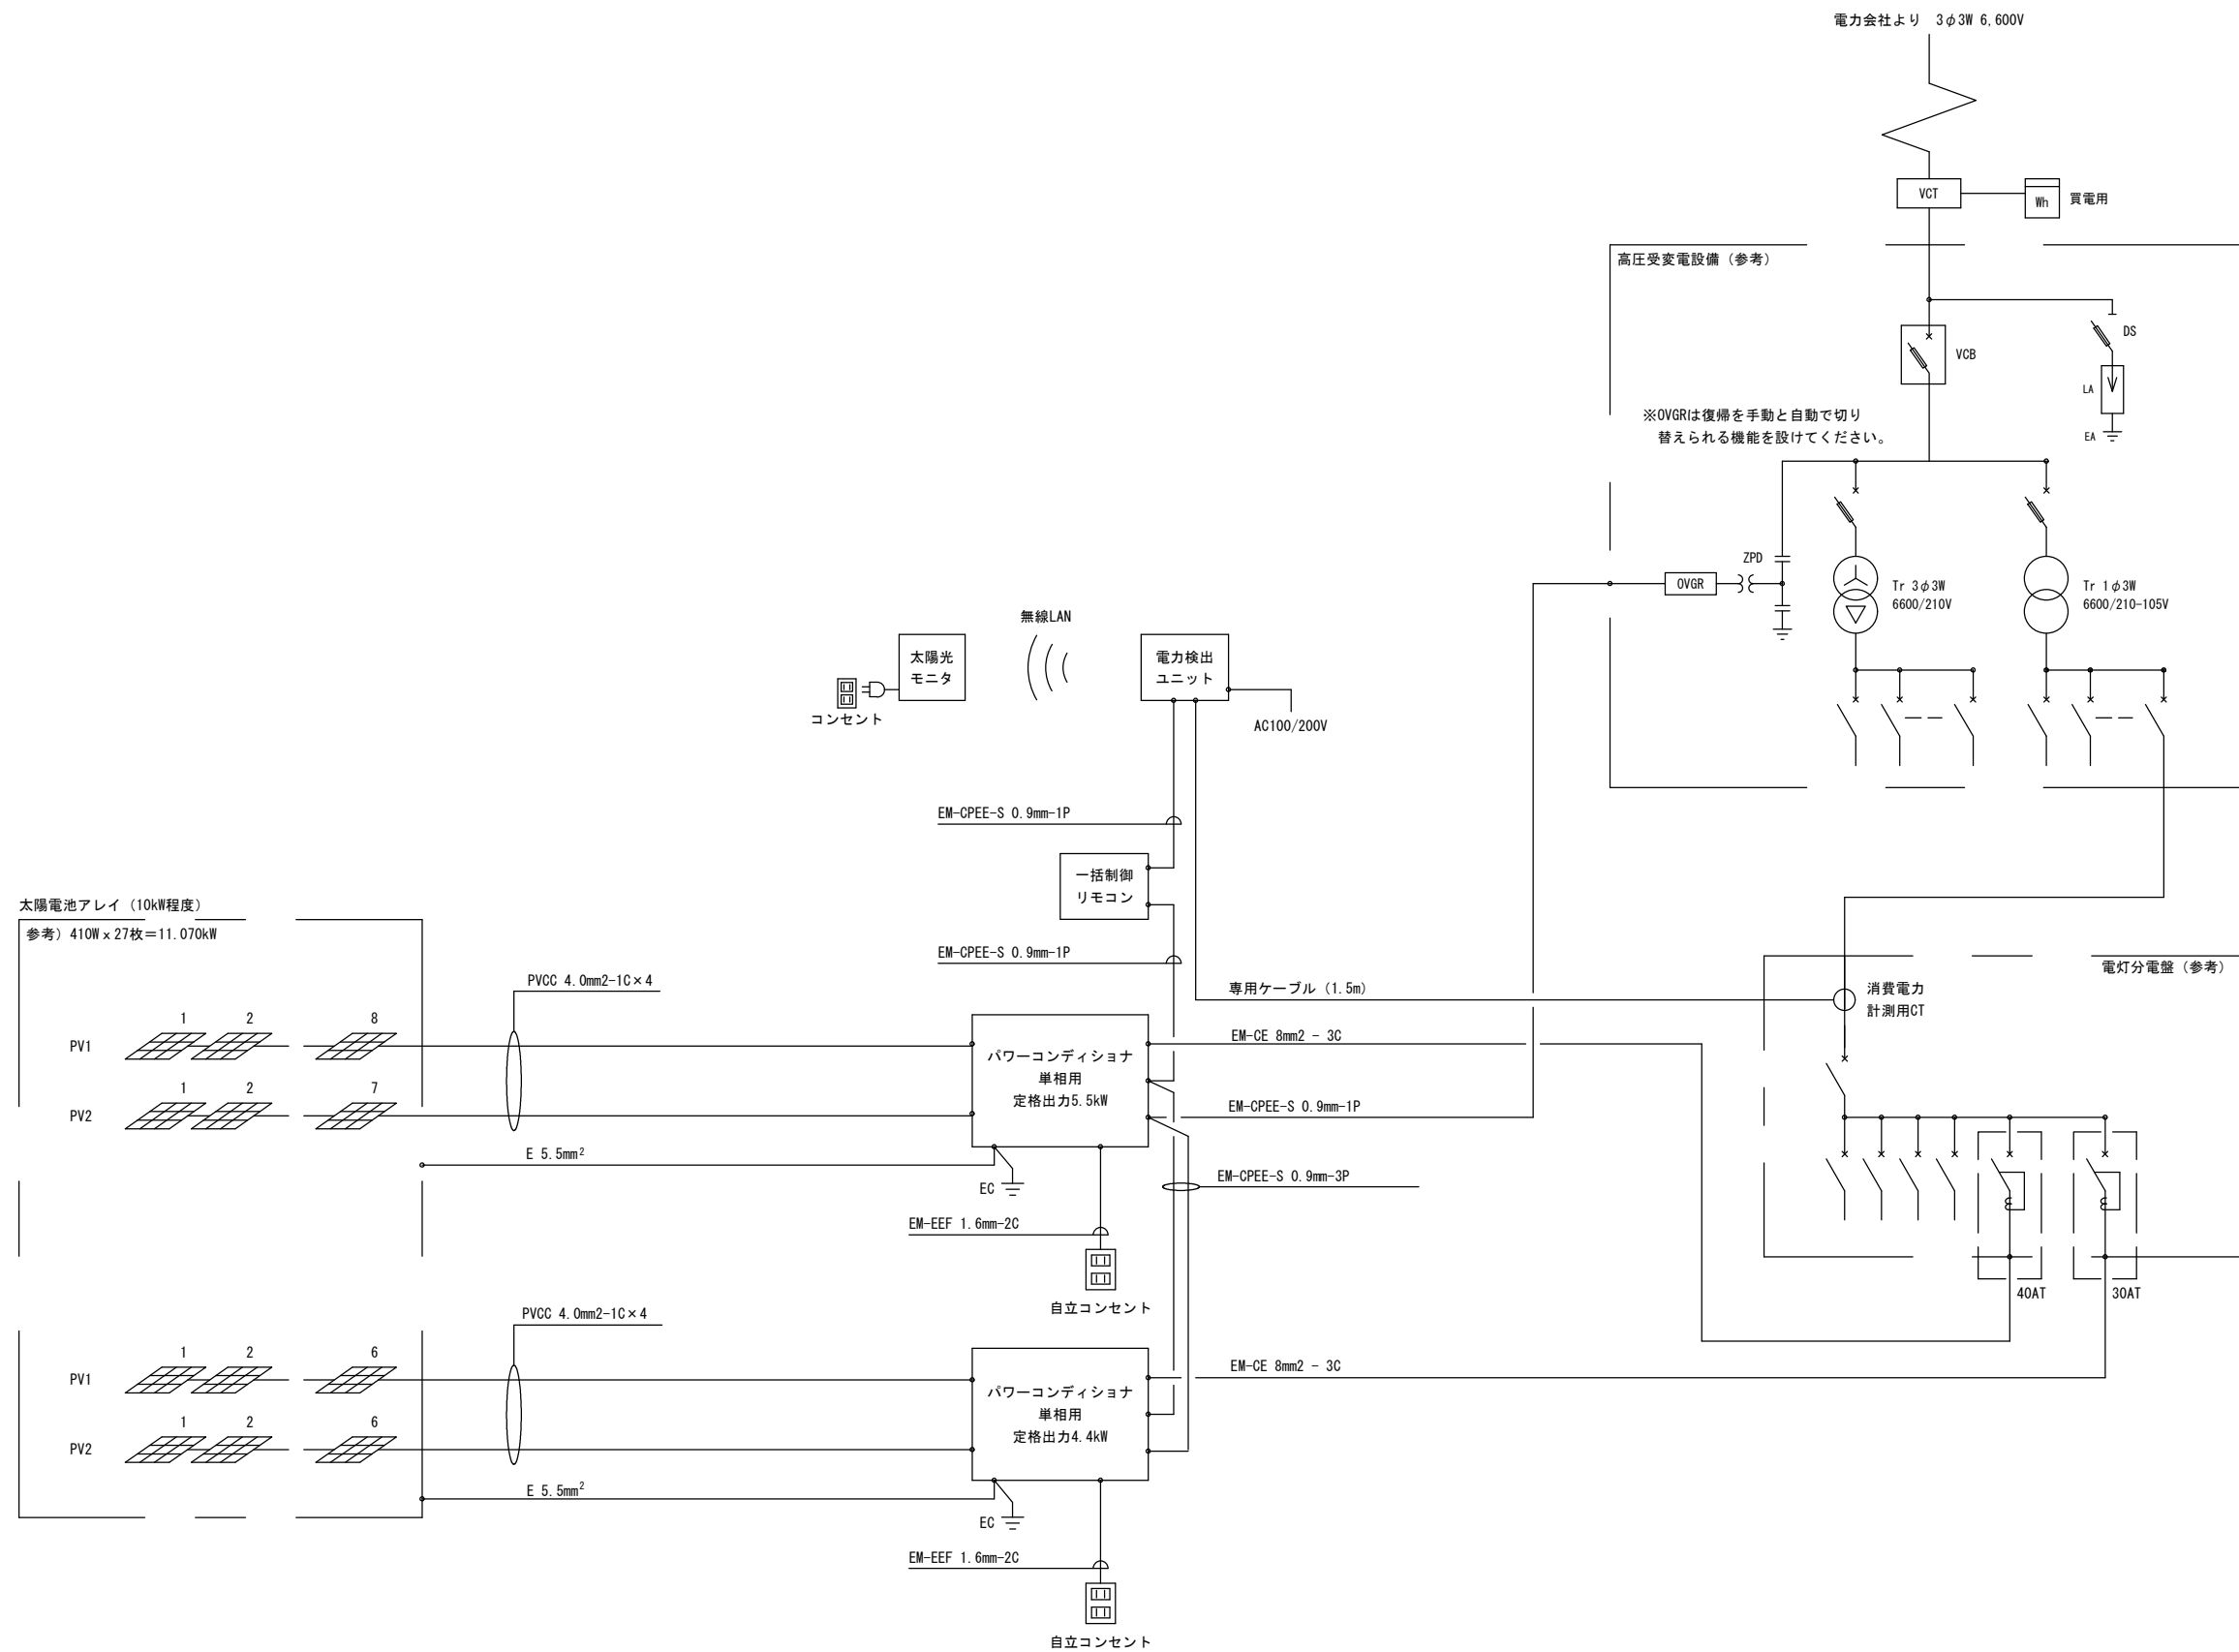 電力会社より 3φ3W 6,600V
VCT
Wh
買電用
高圧受変電設備（参考）
DS
VCB
LA
EA
※OVGRは復帰を手動と自動で切り
替えられる機能を設けてください。
ZPD
OVGR
Tr 3φ3W
6600/210V
Tr 1φ3W
6600/210-105V
無線LAN
太陽光
モニタ
コンセント
電力検出
ユニット
AC100/200V
EM-CPEE-S 0.9mm-1P
一括制御
リモコン
EM-CPEE-S 0.9mm-1P
太陽電池アレイ（10kW程度）
参考）410W x 27枚＝11.070kW
PVCC 4.0mm2-1C×4
専用ケーブル（1.5m）
電灯分電盤（参考）
消費電力
計測用CT
PV1
1
2
8
PV2
1
2
7
パワーコンディショナ
単相用
定格出力5.5kW
EM-CE 8mm2 - 3C
EM-CPEE-S 0.9mm-1P
E 5.5mm²
EC
EM-CPEE-S 0.9mm-3P
EM-EEF 1.6mm-2C
自立コンセント
40AT
30AT
PVCC 4.0mm2-1C×4
PV1
1
2
6
PV2
1
2
6
パワーコンディショナ
単相用
定格出力4.4kW
EM-CE 8mm2 - 3C
E 5.5mm²
EC
EM-EEF 1.6mm-2C
自立コンセント